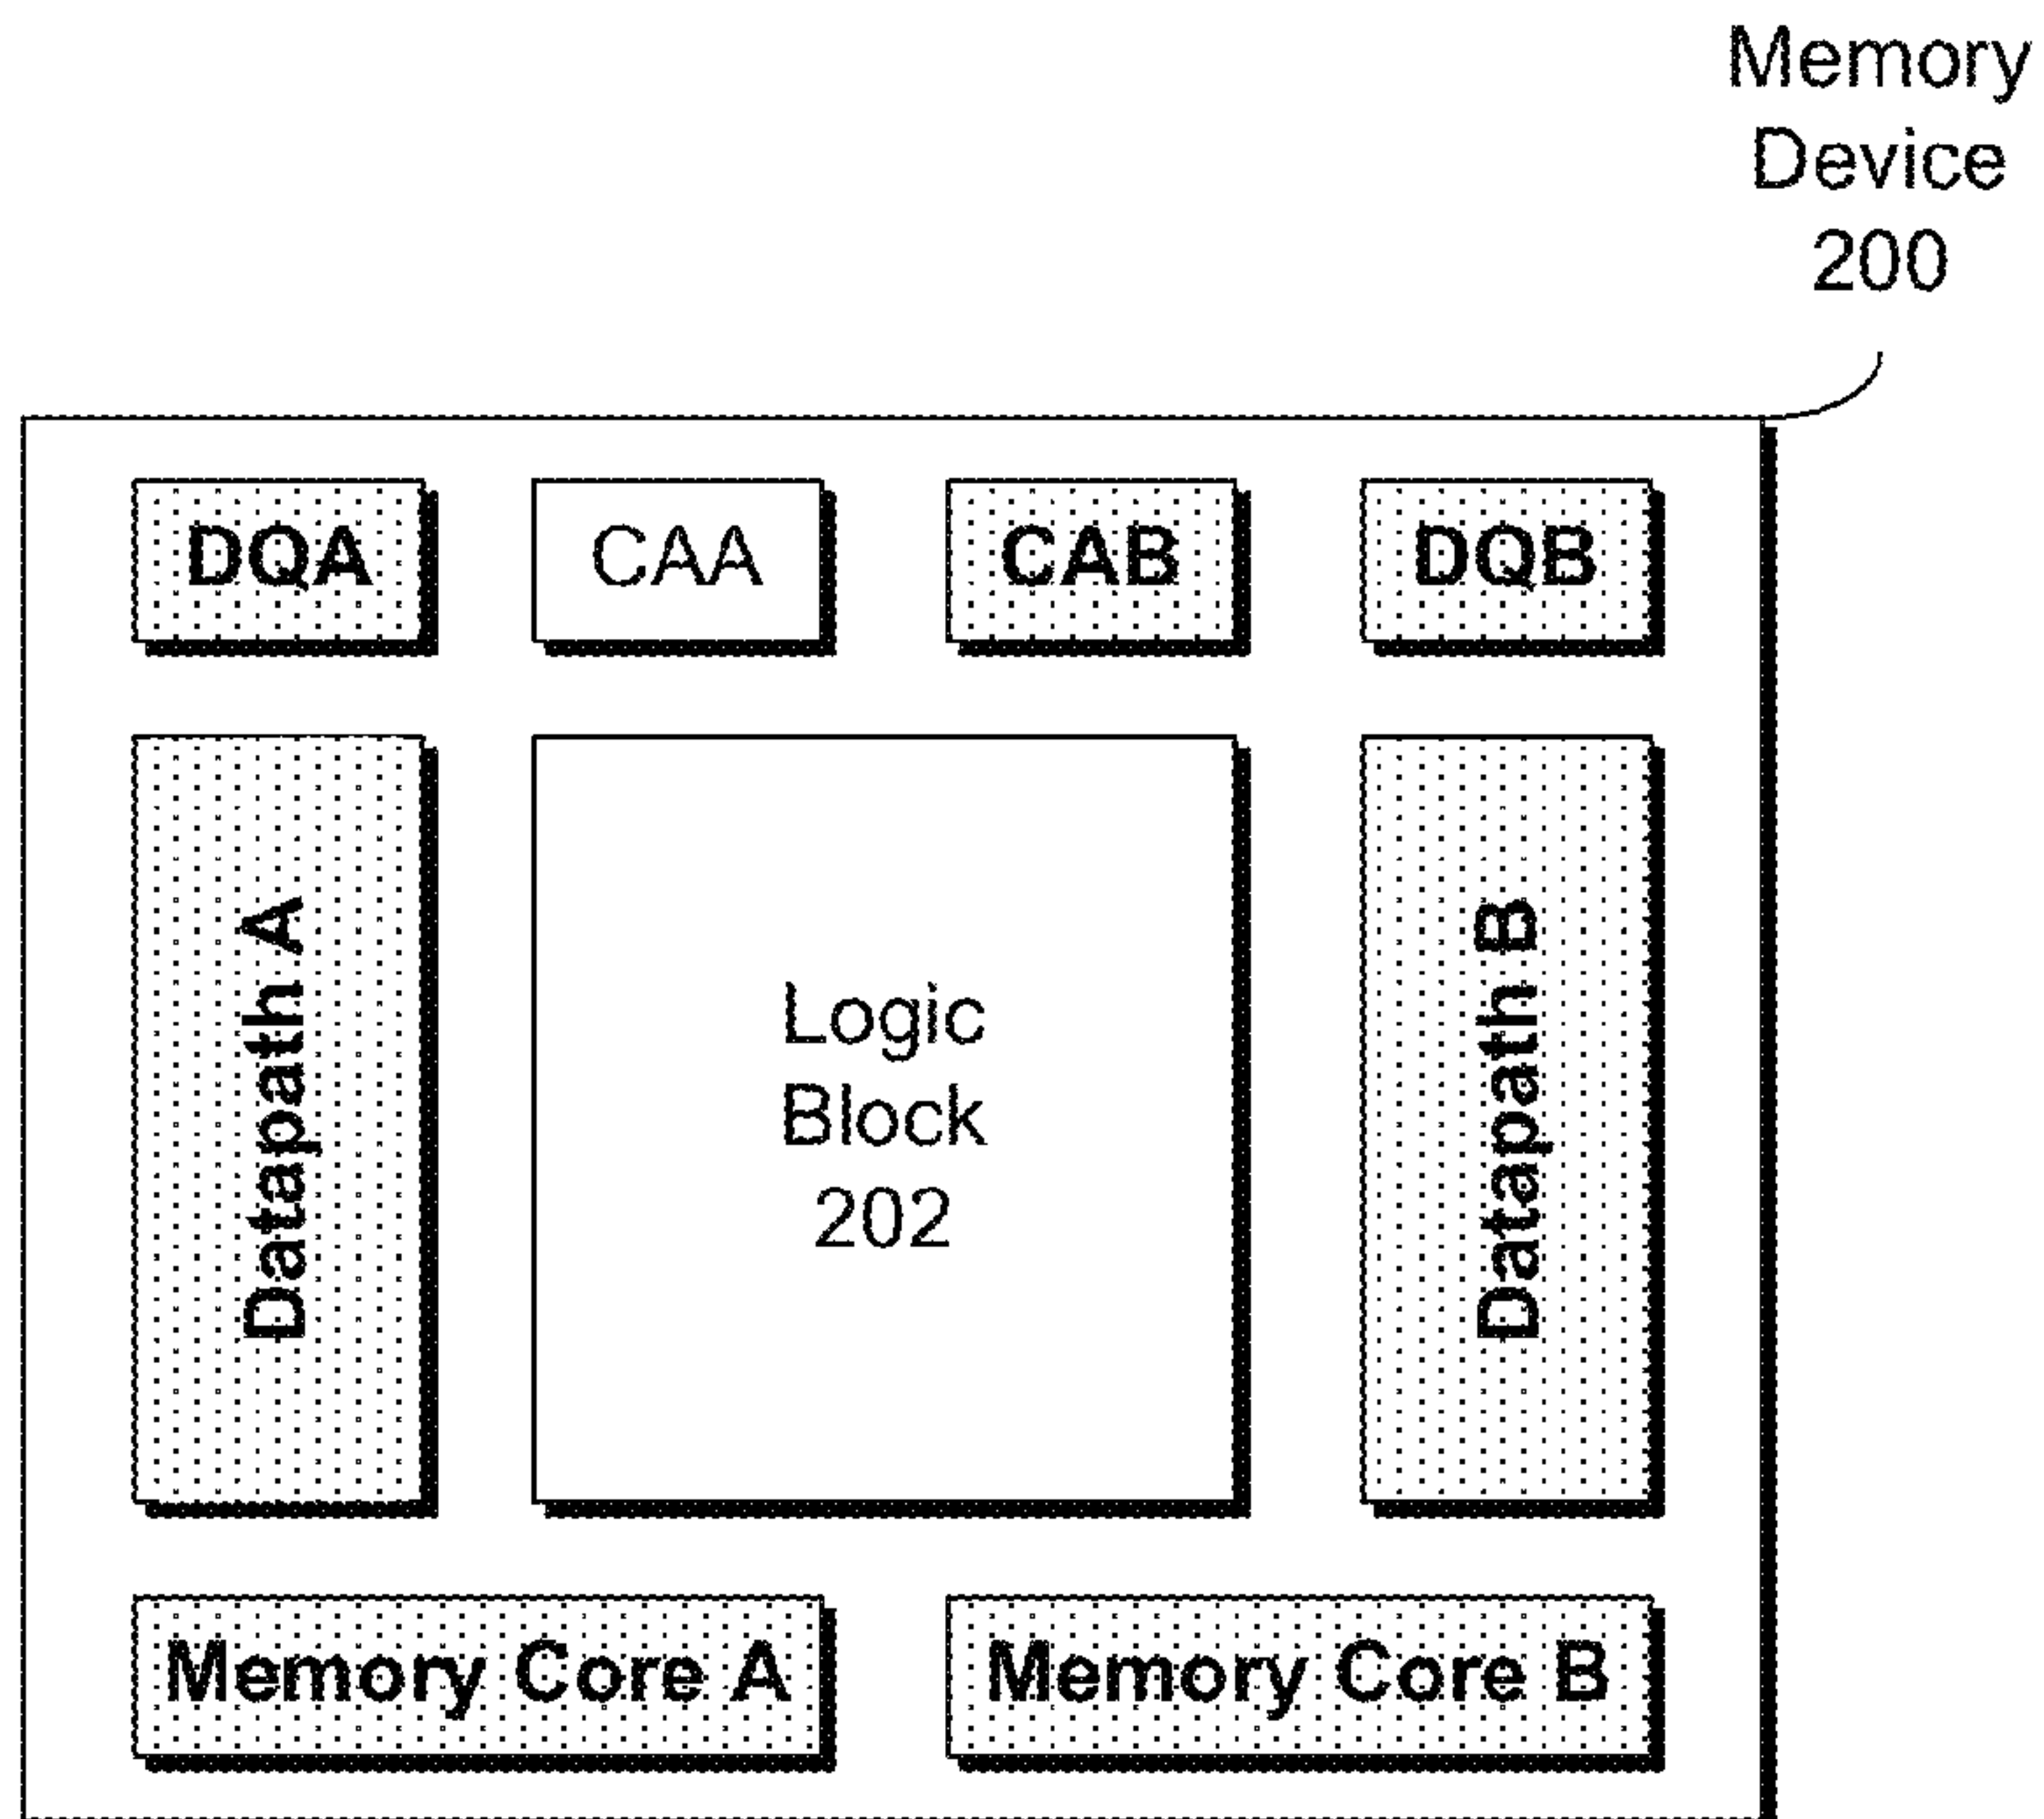 Memory
Device
200
DQA
CAA
CAB
DQB
Datapath A
Logic
Block
202
Datapath B
Memory Core A
Memory Core B